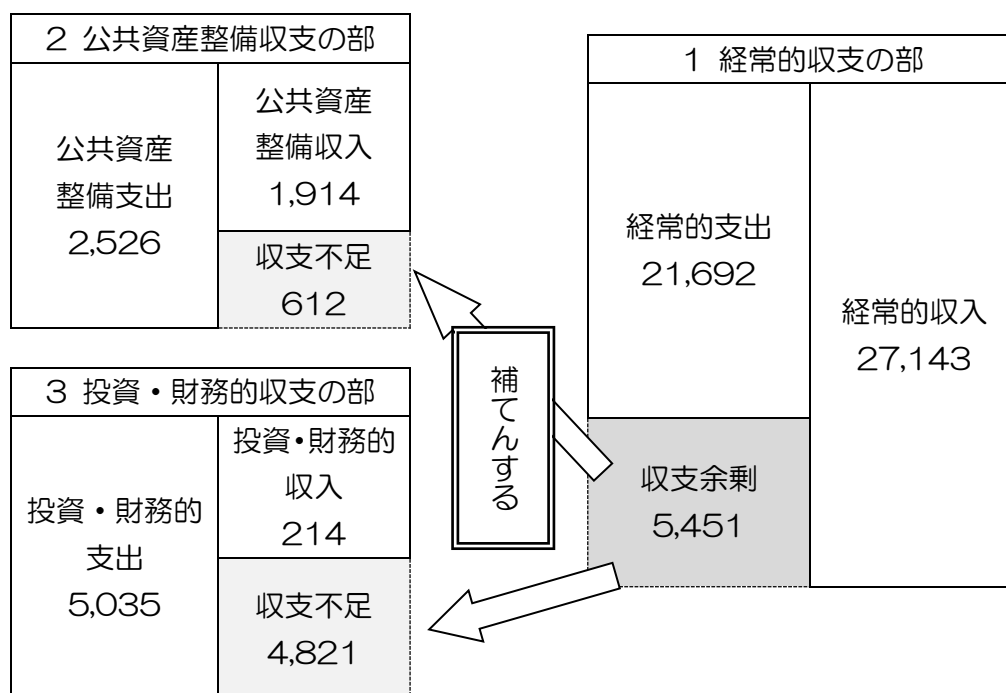 2 公共資産整備収支の部
公共資産
整備支出
2,526
公共資産
整備収入
1,914
収支不足
612
3 投資・財務的収支の部
投資・財務的
支出
5,035
投資・財務的
収入
214
収支不足
4,821
補てんする
1 経常的収支の部
経常的支出
21,692
収支余剰
5,451
経常的収入
27,143